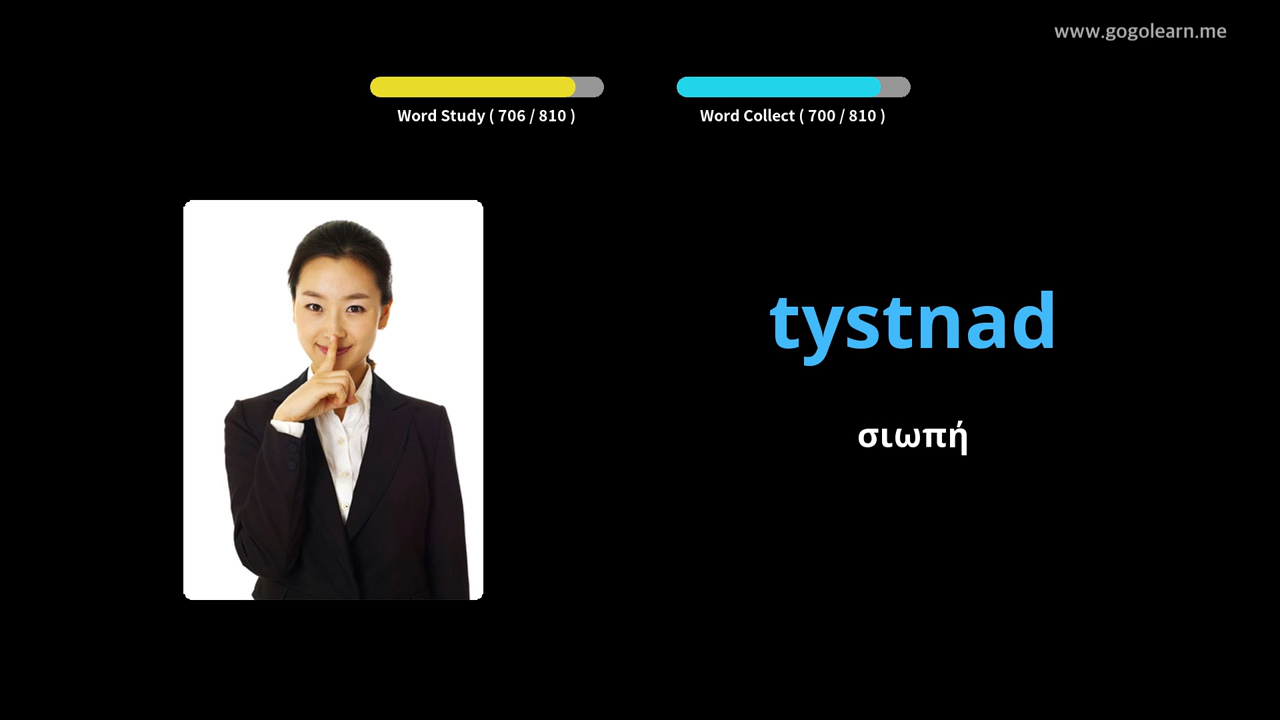 www.gogolearn.me
Word Study ( 706 / 810 )
Word Collect ( 700 / 810 )
tystnad
σιωπή